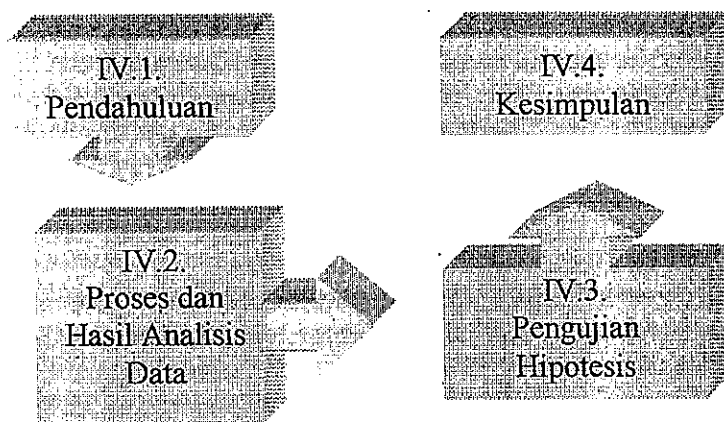 IV.1.
Pendahuluan
IV.2.
Proses dan
Hasil Analisis
Data
IV.3.
Pengujian
Hipotesis
IV.4.
Kesimpulan